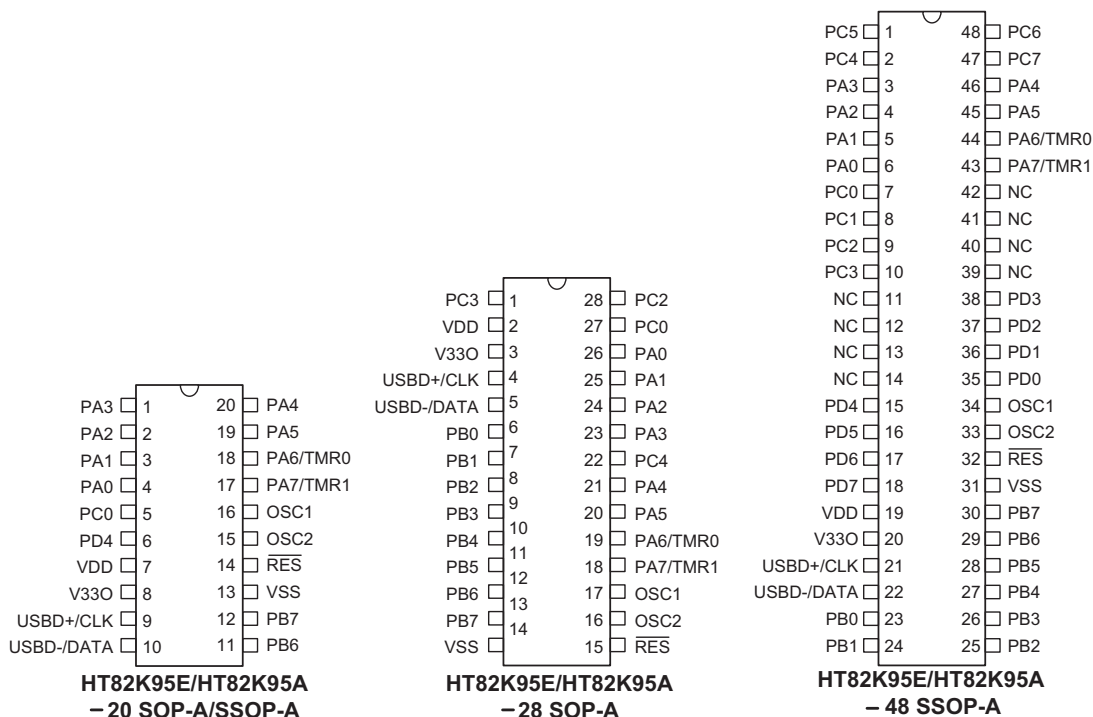 PA3 1 20 PA4
PA2 2 19 PA5
PA1 3 18 PA6/TMR0
PA0 4 17 PA7/TMR1
PC0 5 16 OSC1
PD4 6 15 OSC2
VDD 7 14 RES
V33O 8 13 VSS
USBD+/CLK 9 12 PB7
USBD-/DATA 10 11 PB6
HT82K95E/HT82K95A
–20 SOP-A/SSOP-A
PC3 1 28 PC2
VDD 2 27 PC0
V33O 3 26 PA0
USBD+/CLK 4 25 PA1
USBD-/DATA 5 24 PA2
PB0 6 23 PA3
PB1 7 22 PC4
PB2 8 21 PA4
PB3 9 20 PA5
PB4 10 19 PA6/TMR0
PB5 11 18 PA7/TMR1
PB6 12 17 OSC1
PB7 13 16 OSC2
VSS 14 15 RES
HT82K95E/HT82K95A
–28 SOP-A
PC5 1 48 PC6
PC4 2 47 PC7
PA3 3 46 PA4
PA2 4 45 PA5
PA1 5 44 PA6/TMR0
PA0 6 43 PA7/TMR1
PC0 7 42 NC
PC1 8 41 NC
PC2 9 40 NC
PC3 10 39 NC
NC 11 38 PD3
NC 12 37 PD2
NC 13 36 PD1
NC 14 35 PD0
PD4 15 34 OSC1
PD5 16 33 OSC2
PD6 17 32 RES
PD7 18 31 VSS
VDD 19 30 PB7
V33O 20 29 PB6
USBD+/CLK 21 28 PB5
USBD-/DATA 22 27 PB4
PB0 23 26 PB3
PB1 24 25 PB2
HT82K95E/HT82K95A
– 48 SSOP-A